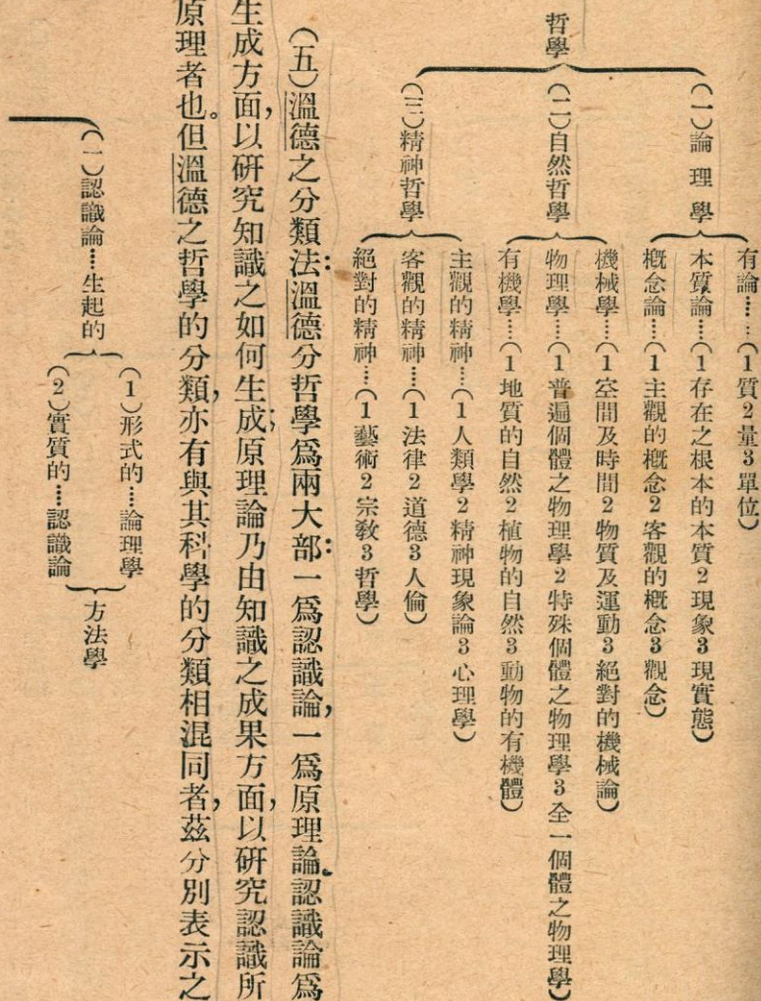 哲學
(一)論理學
有論……(1質2量3單位)
本質論……(1存在之根本的本質2現象3現實態)
概念論……(1主觀的概念2客觀的概念3觀念)
(二)自然哲學
機械學……(1空間及時間2物質及運動3絕對的機械論)
物理學……(1普遍個體之物理學2特殊個體之物理學3全一個體之物理學)
有機學……(1地質的自然2植物的自然3動物的有機體)
(三)精神哲學
主觀的精神……(1人類學2精神現象論3心理學)
客觀的精神……(1法律2道德3人倫)
絕對的精神……(1藝術2宗教3哲學)
(五)溫德之分類法:溫德分哲學爲兩大部:一爲認識論,一爲原理論。認識論爲
生成方面,以研究知識之如何生成;原理論乃由知識之成果方面,以研究認識所
原理者也。但溫德之哲學的分類,亦有與其科學的分類相混同者,茲分別表示之
(一)認識論……生起的
(1)形式的……論理學
(2)實質的……認識論
方法學